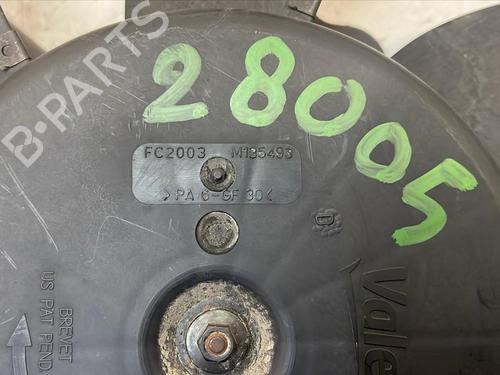 B-PARTS
28005
FC2003 M135493
>PA 6-GF 30<
D
BREVET
US PAT PEND.
Vale